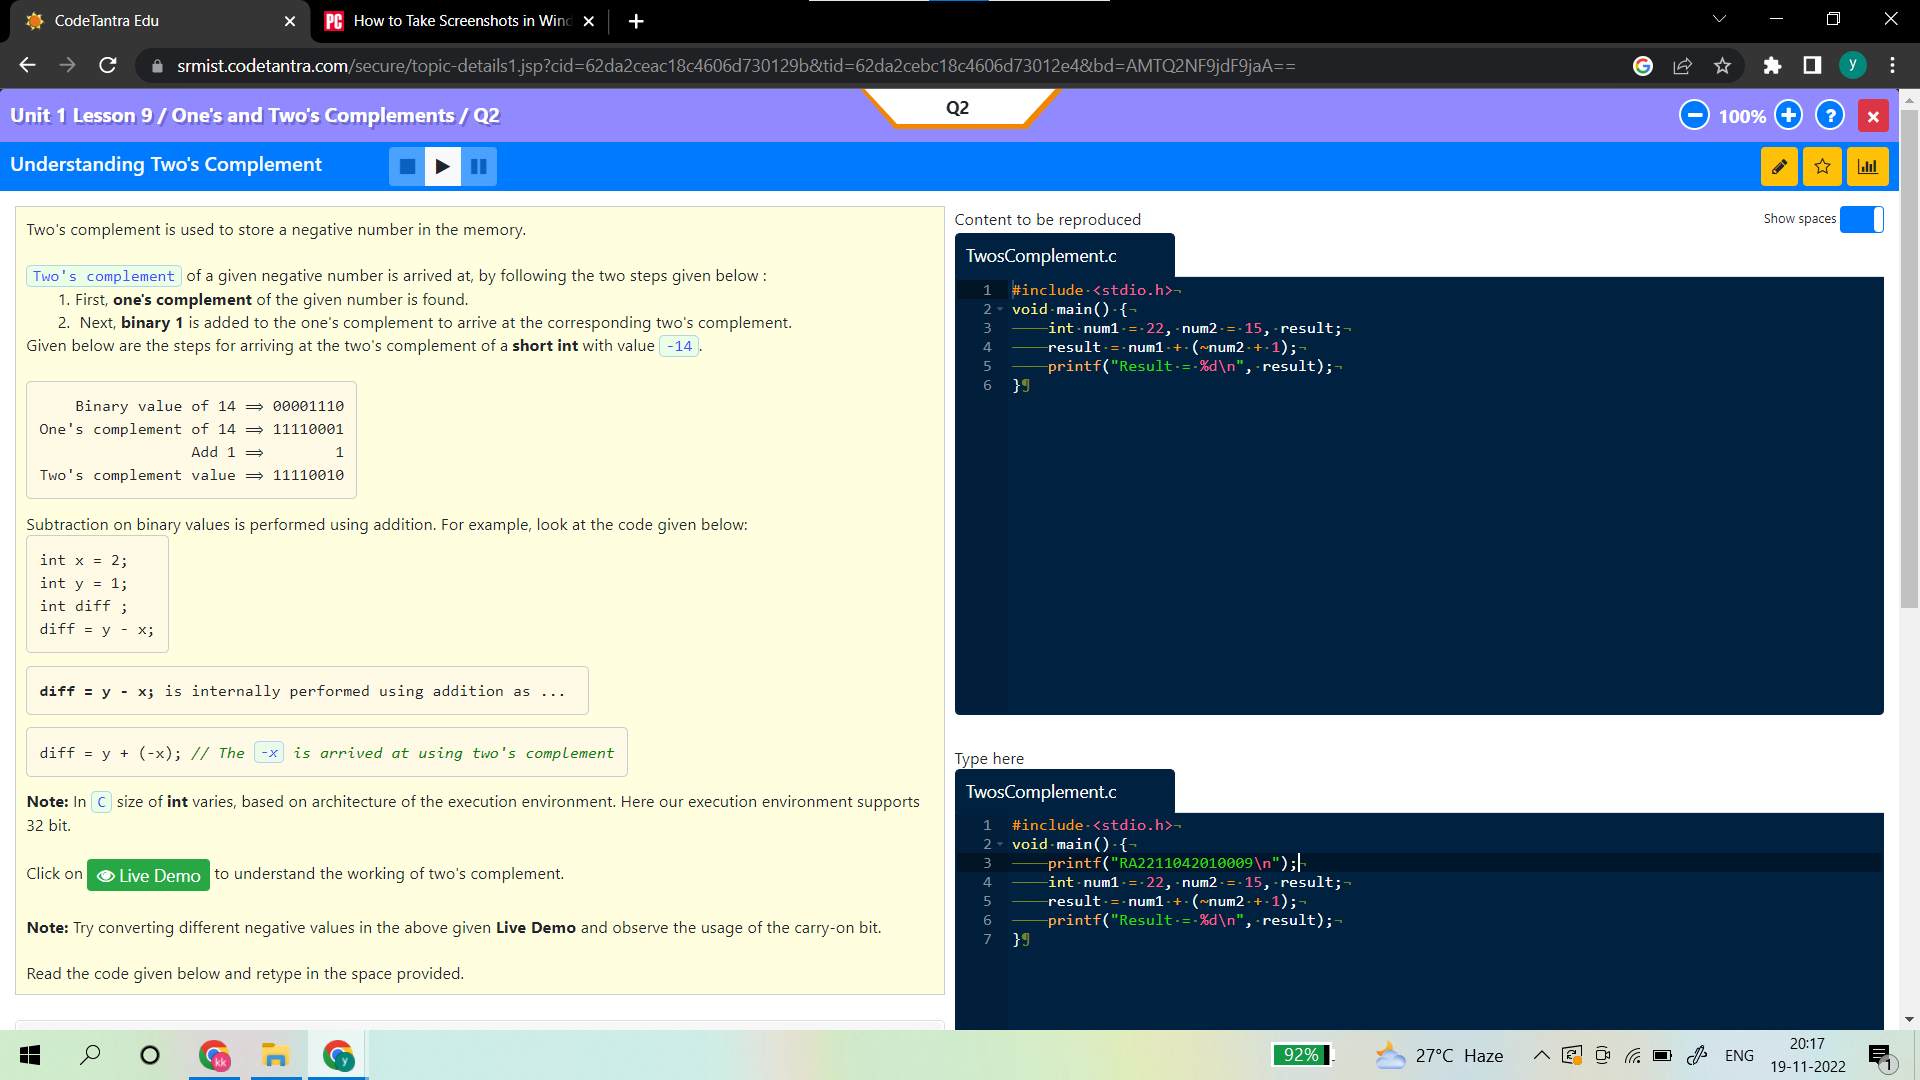 CodeTantra Edu
How to Take Screenshots in Wind
srmist.codetantra.com/secure/topic-details1.jsp?cid=62da2ceac18c4606d730129b&tid=62da2cebc18c4606d73012e4&bd=AMTQ2NF9jdF9jaA==
Unit 1 Lesson 9 / One's and Two's Complements / Q2
Q2
100%
Understanding Two's Complement
Two's complement is used to store a negative number in the memory.
Two's complement of a given negative number is arrived at, by following the two steps given below :
1. First, one's complement of the given number is found.
2. Next, binary 1 is added to the one's complement to arrive at the corresponding two's complement.
Given below are the steps for arriving at the two's complement of a short int with value -14.
Binary value of 14 ⟹ 00001110
One's complement of 14 ⟹ 11110001
Add 1 ⟹ 1
Two's complement value ⟹ 11110010
Subtraction on binary values is performed using addition. For example, look at the code given below:
int x = 2;
int y = 1;
int diff ;
diff = y - x;
diff = y - x; is internally performed using addition as ...
diff = y + (-x); // The -x is arrived at using two's complement
Note: In C size of int varies, based on architecture of the execution environment. Here our execution environment supports
32 bit.
Click on Live Demo to understand the working of two's complement.
Note: Try converting different negative values in the above given Live Demo and observe the usage of the carry-on bit.
Read the code given below and retype in the space provided.
Content to be reproduced
Show spaces
TwosComplement.c
1 #include·<stdio.h>¬
2 void·main()·{¬
3 ————int·num1·=·22,·num2·=·15,·result;¬
4 ————result·=·num1·+·(~num2·+·1);¬
5 ————printf("Result·=·%d\n",·result);¬
6 }¶
Type here
TwosComplement.c
1 #include·<stdio.h>¬
2 void·main()·{¬
3 ————printf("RA2211042010009\n");¬
4 ————int·num1·=·22,·num2·=·15,·result;¬
5 ————result·=·num1·+·(~num2·+·1);¬
6 ————printf("Result·=·%d\n",·result);¬
7 }¶
92%
27°C Haze
ENG
20:17
19-11-2022
1